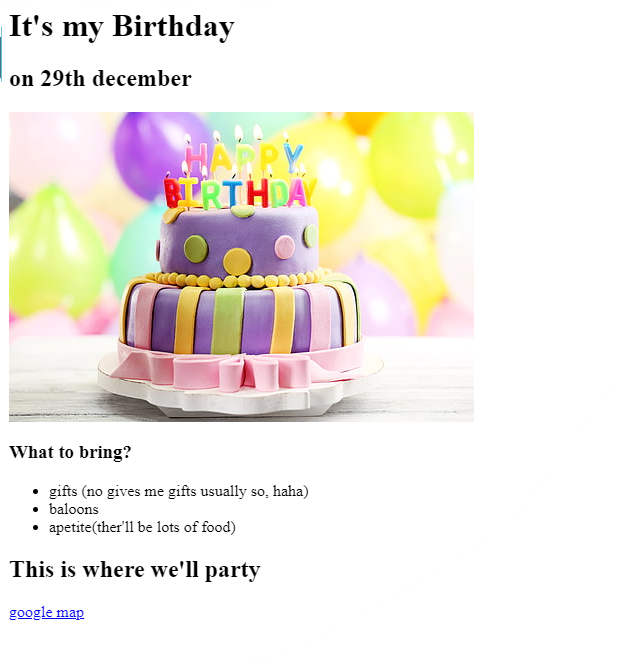 It's my Birthday
on 29th december
HAPPY
BIRTHDAY
What to bring?
gifts (no gives me gifts usually so, haha)
baloons
apetite(ther'll be lots of food)
This is where we'll party
google map